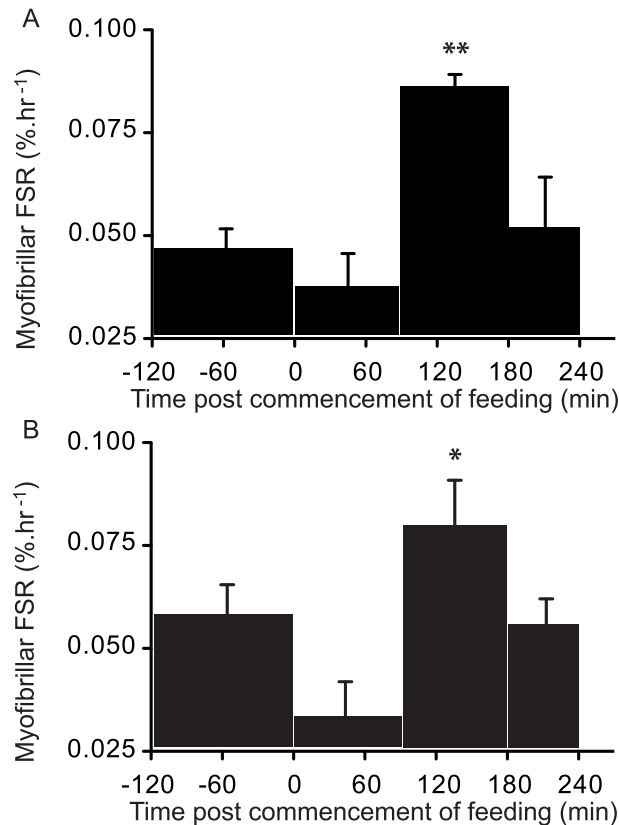 A
0.100
**
0.075
0.050
0.025
Myofibrillar FSR (%.hr-1)
-120 -60 0 60 120 180 240
Time post commencement of feeding (min)
B
0.100
*
0.075
0.050
0.025
Myofibrillar FSR (%.hr-1)
-120 -60 0 60 120 180 240
Time post commencement of feeding (min)